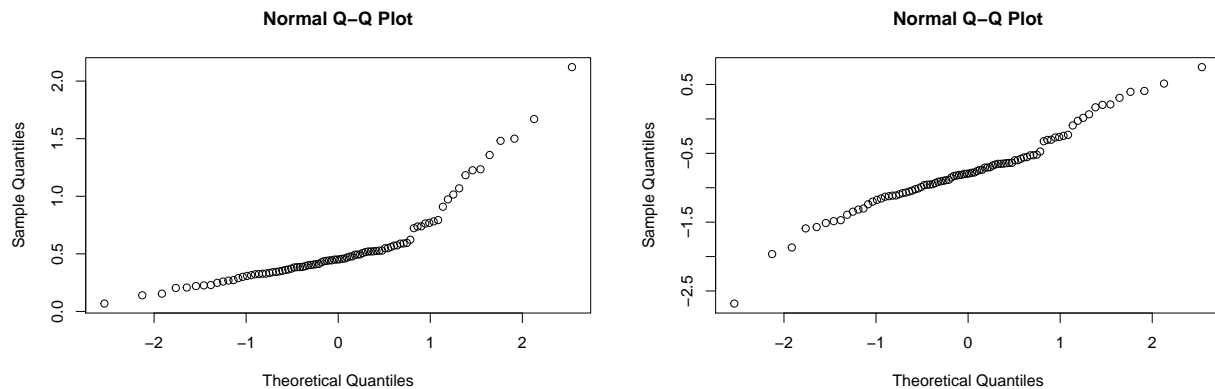 Normal Q−Q Plot
Sample Quantiles
2.0
1.5
1.0
0.5
0.0
−2 −1 0 1 2
Theoretical Quantiles
Normal Q−Q Plot
Sample Quantiles
0.5
−0.5
−1.5
−2.5
−2 −1 0 1 2
Theoretical Quantiles